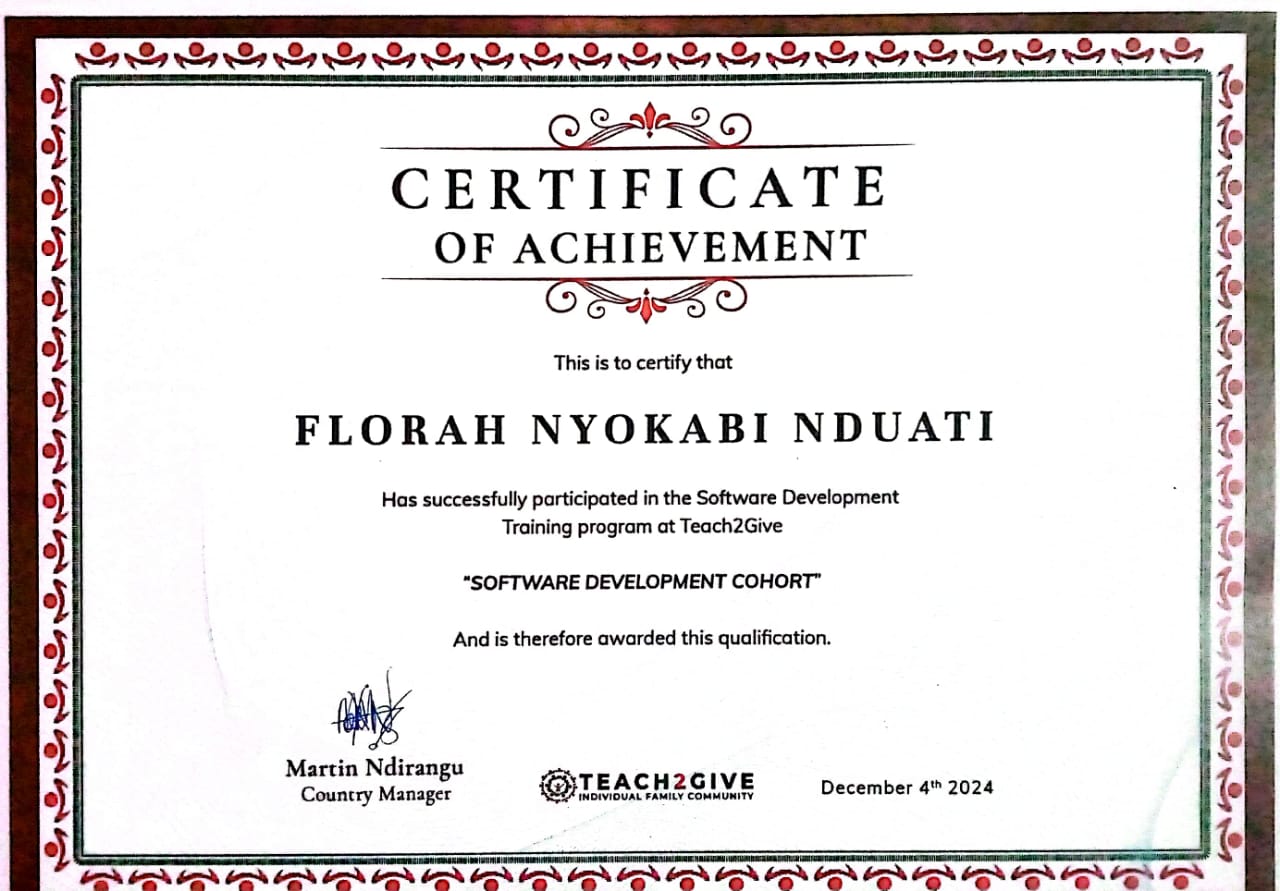 CERTIFICATE
OF ACHIEVEMENT
This is to certify that
FLORAH NYOKABI NDUATI
Has successfully participated in the Software Development
Training program at Teach2Give
"SOFTWARE DEVELOPMENT COHORT"
And is therefore awarded this qualification.
Martin Ndirangu
Country Manager
TEACH2GIVE
INDIVIDUAL FAMILY COMMUNITY
December 4th 2024